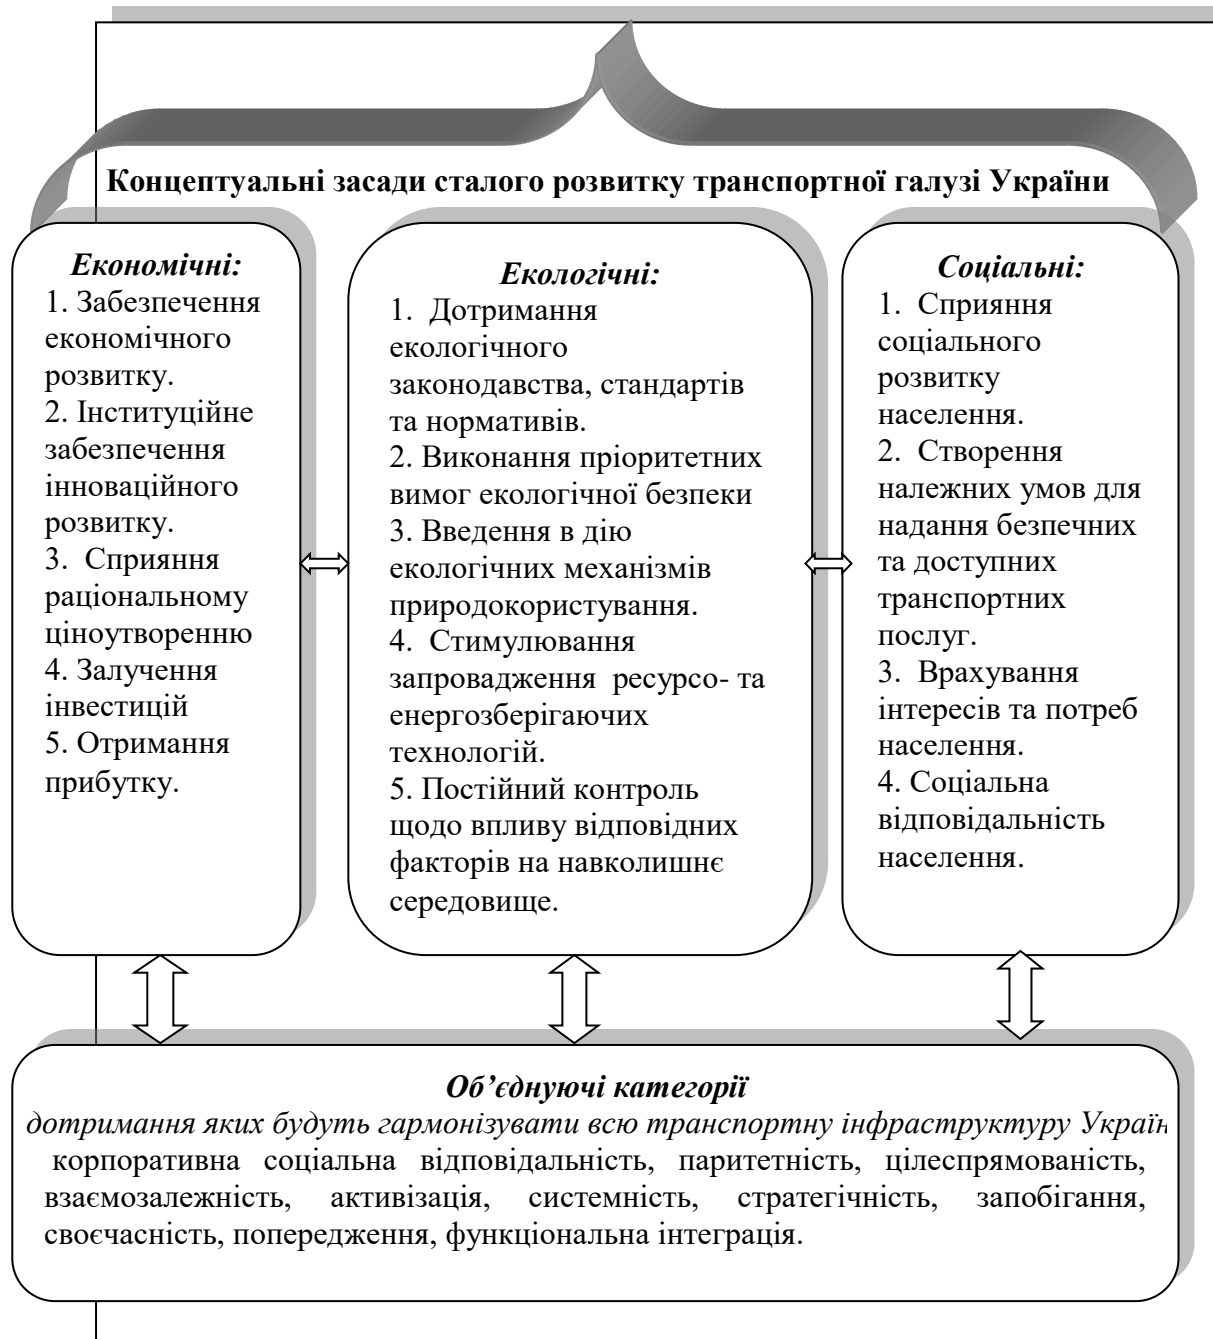 Концептуальні засади сталого розвитку транспортної галузі України
Економічні:
1. Забезпечення
економічного
розвитку.
2. Інституційне
забезпечення
інноваційного
розвитку.
3. Сприяння
раціональному
ціноутворенню
4. Залучення
інвестицій
5. Отримання
прибутку.
Екологічні:
1. Дотримання
екологічного
законодавства, стандартів
та нормативів.
2. Виконання пріоритетних
вимог екологічної безпеки
3. Введення в дію
екологічних механізмів
природокористування.
4. Стимулювання
запровадження ресурсо- та
енергозберігаючих
технологій.
5. Постійний контроль
щодо впливу відповідних
факторів на навколишнє
середовище.
Соціальні:
1. Сприяння
соціального
розвитку
населення.
2. Створення
належних умов для
надання безпечних
та доступних
транспортних
послуг.
3. Врахування
інтересів та потреб
населення.
4. Соціальна
відповідальність
населення.
Об’єднуючі категорії
дотримання яких будуть гармонізувати всю транспортну інфраструктуру Україн
корпоративна соціальна відповідальність, паритетність, цілеспрямованість,
взаємозалежність, активізація, системність, стратегічність, запобігання,
своєчасність, попередження, функціональна інтеграція.